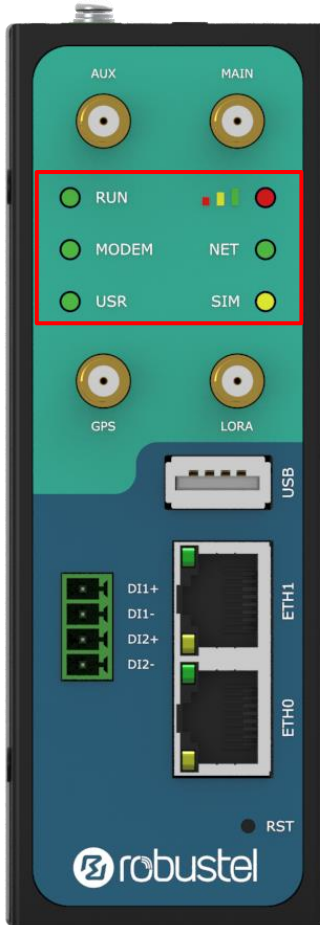 AUX MAIN
RUN
MODEM NET
USR SIM
GPS LORA
USB
DI1+
DI1-
DI2+
DI2-
ETH1
ETH0
RST
robustel